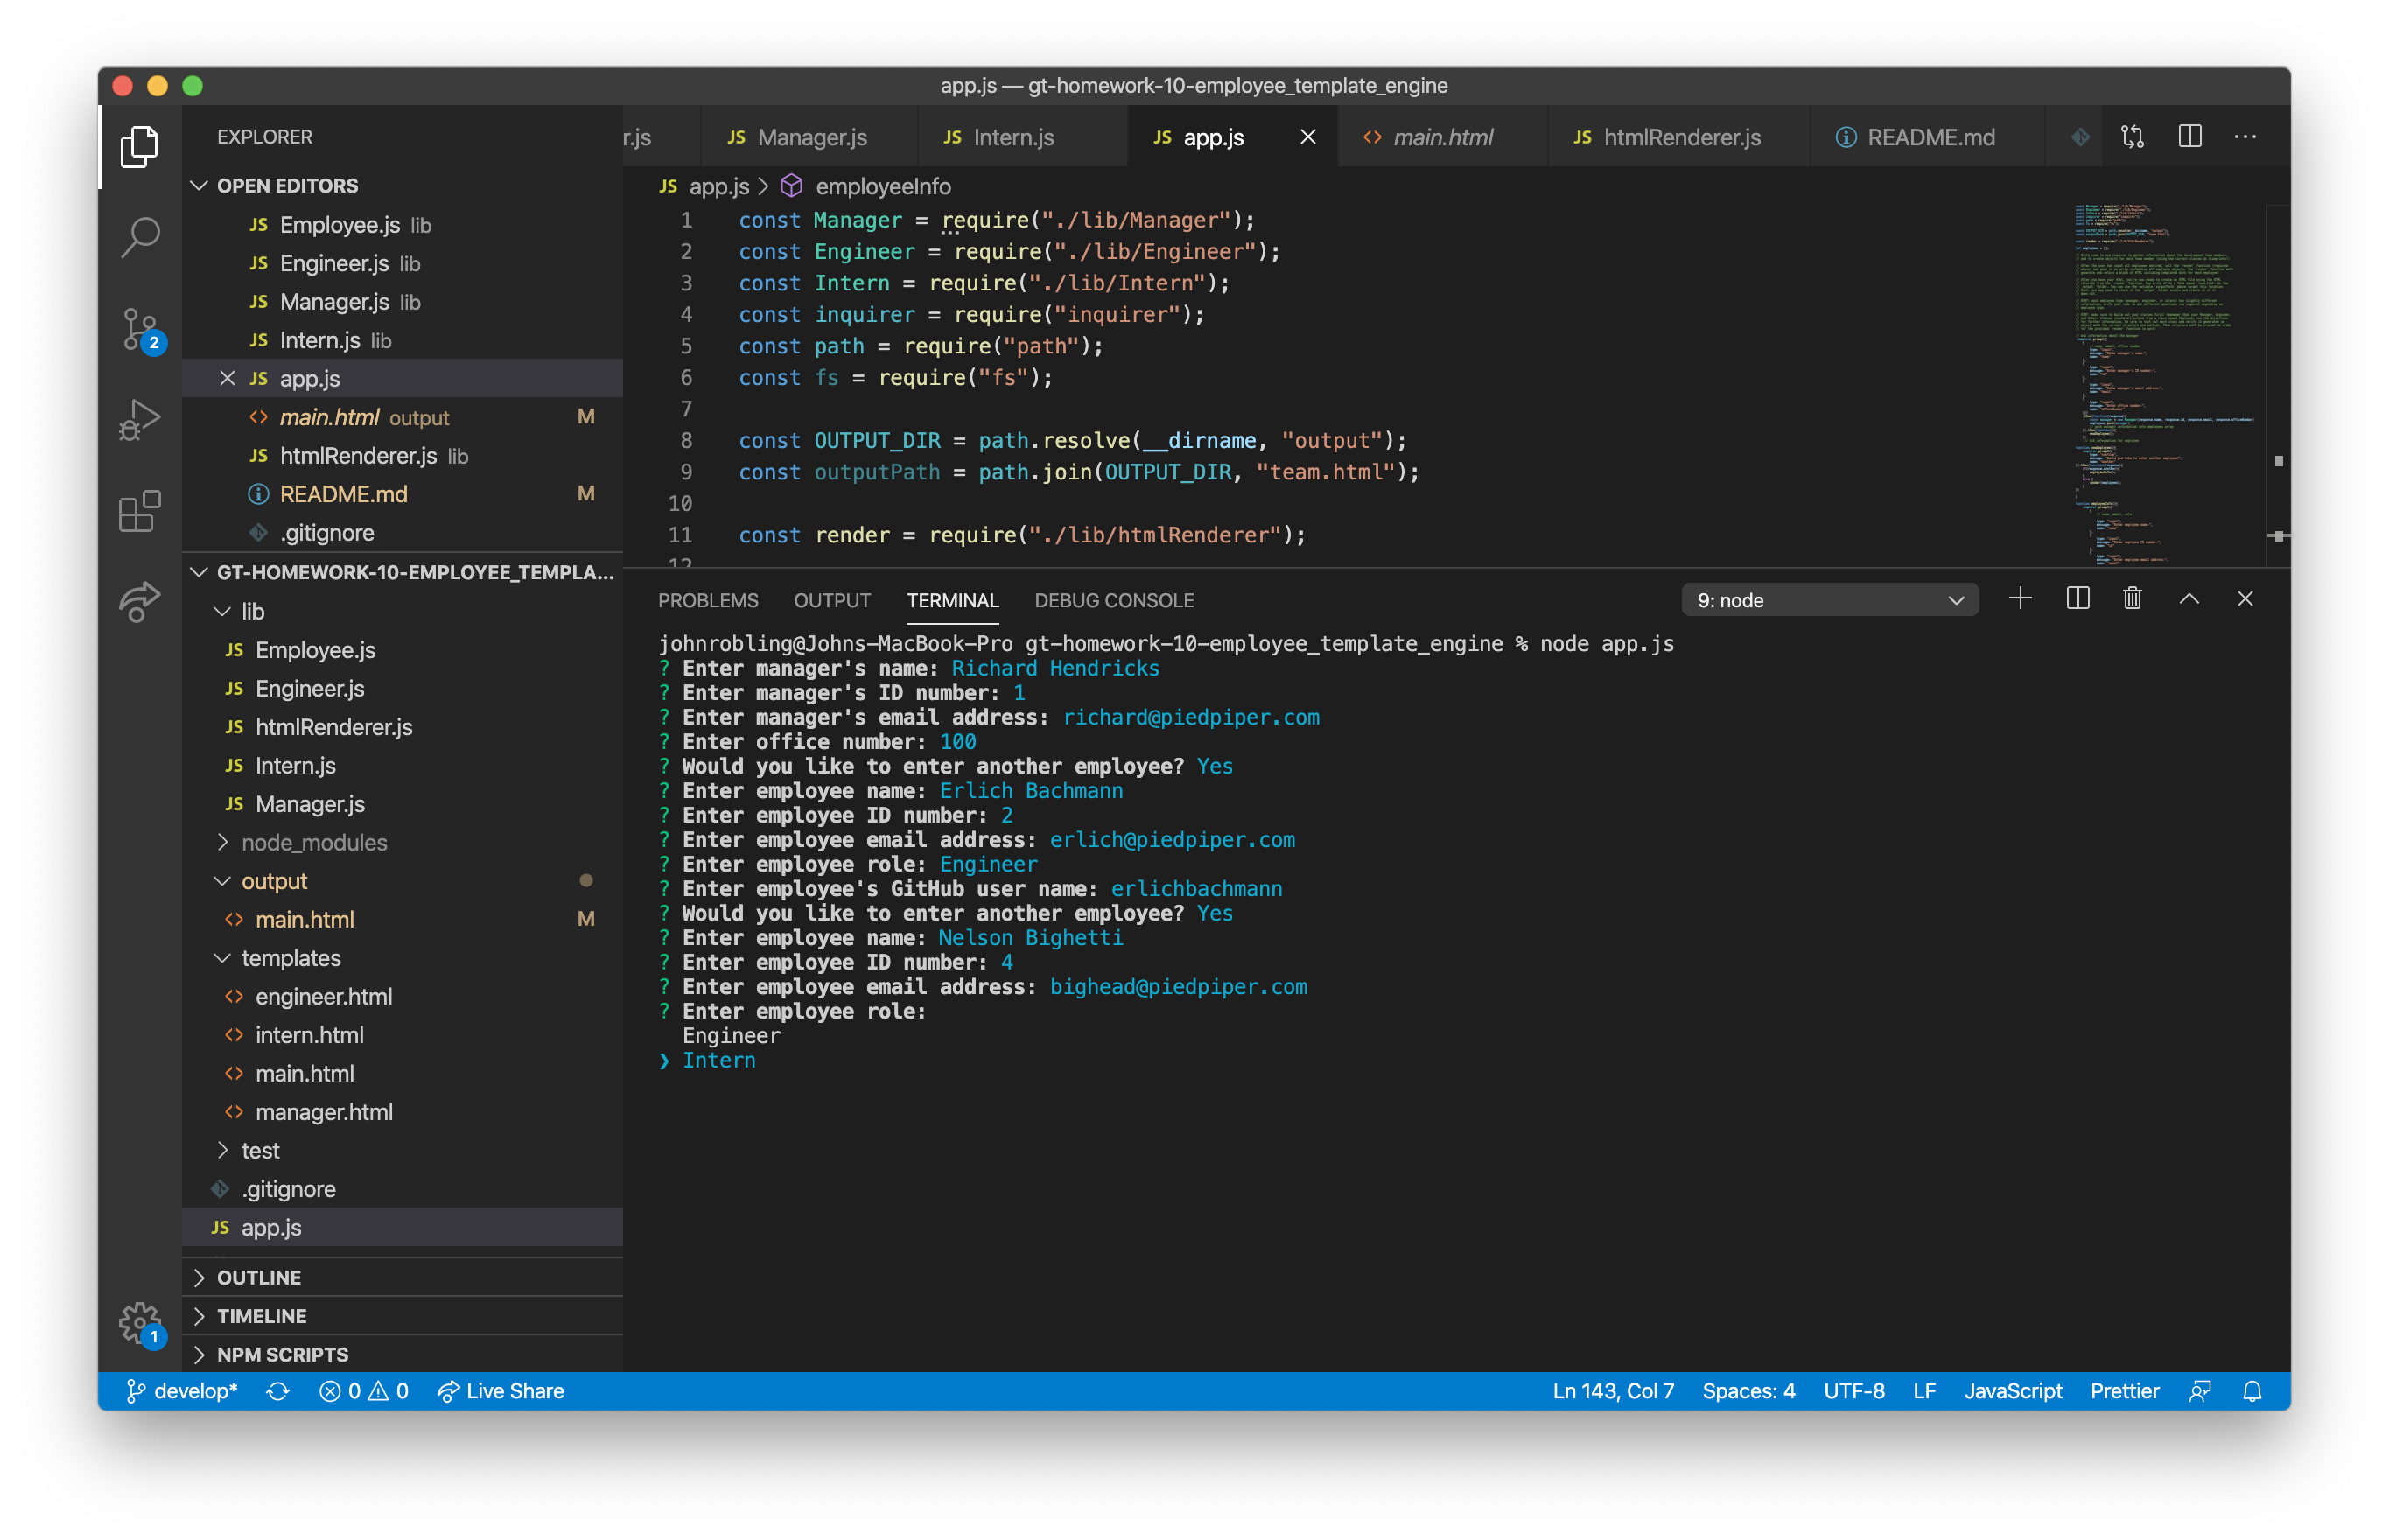 app.js — gt-homework-10-employee_template_engine
EXPLORER
OPEN EDITORS
JS Employee.js lib
JS Engineer.js lib
JS Manager.js lib
JS Intern.js lib
JS app.js
main.html output M
JS htmlRenderer.js lib
README.md M
.gitignore
GT-HOMEWORK-10-EMPLOYEE_TEMPLA...
lib
JS Employee.js
JS Engineer.js
JS htmlRenderer.js
JS Intern.js
JS Manager.js
node_modules
output
main.html M
templates
engineer.html
intern.html
main.html
manager.html
test
.gitignore
JS app.js
OUTLINE
TIMELINE
NPM SCRIPTS
2
1
r.js JS Manager.js JS Intern.js JS app.js main.html JS htmlRenderer.js README.md
JS app.js employeeInfo
1 const Manager = require("./lib/Manager");
2 const Engineer = require("./lib/Engineer");
3 const Intern = require("./lib/Intern");
4 const inquirer = require("inquirer");
5 const path = require("path");
6 const fs = require("fs");
7
8 const OUTPUT_DIR = path.resolve(__dirname, "output");
9 const outputPath = path.join(OUTPUT_DIR, "team.html");
10
11 const render = require("./lib/htmlRenderer");
12
PROBLEMS OUTPUT TERMINAL DEBUG CONSOLE 9: node
johnrobling@Johns-MacBook-Pro gt-homework-10-employee_template_engine % node app.js
? Enter manager's name: Richard Hendricks
? Enter manager's ID number: 1
? Enter manager's email address: richard@piedpiper.com
? Enter office number: 100
? Would you like to enter another employee? Yes
? Enter employee name: Erlich Bachmann
? Enter employee ID number: 2
? Enter employee email address: erlich@piedpiper.com
? Enter employee role: Engineer
? Enter employee's GitHub user name: erlichbachmann
? Would you like to enter another employee? Yes
? Enter employee name: Nelson Bighetti
? Enter employee ID number: 4
? Enter employee email address: bighead@piedpiper.com
? Enter employee role:
Engineer
❯ Intern
develop* 0 0 Live Share Ln 143, Col 7 Spaces: 4 UTF-8 LF JavaScript Prettier